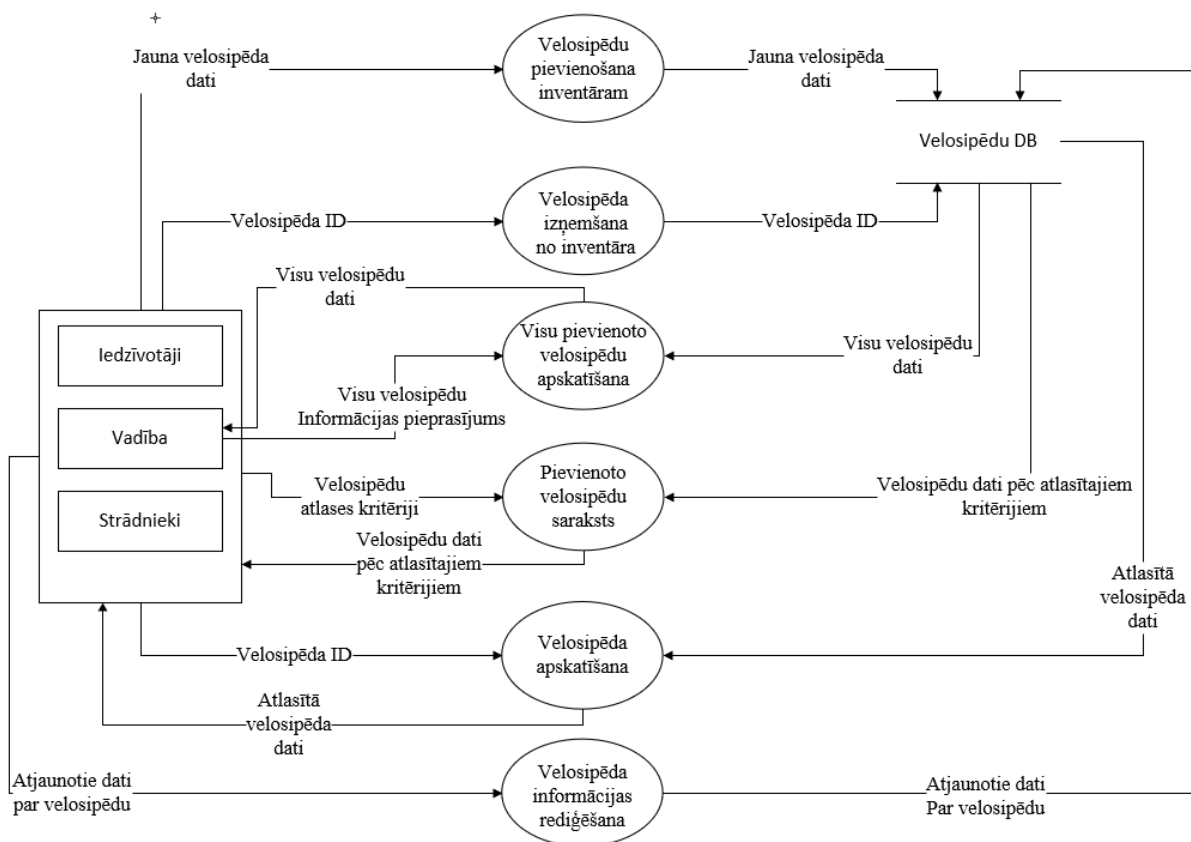 Jauna velosipēda
dati
Velosipēdu
pievienošana
inventāram
Jauna velosipēda
dati
Velosipēdu DB
Velosipēda ID
Velosipēda
izņemšana
no inventāra
Velosipēda ID
Visu velosipēdu
dati
Iedzīvotāji
Visu pievienoto
velosipēdu
apskatīšana
Visu velosipēdu
dati
Visu velosipēdu
Informācijas pieprasījums
Vadība
Velosipēdu
atlases kritēriji
Pievienoto
velosipēdu
saraksts
Velosipēdu dati pēc atlasītajiem
kritērijiem
Strādnieki
Velosipēdu dati
pēc atlasītajiem
kritērijiem
Atlasītā
velosipēda
dati
Velosipēda ID
Velosipēda
apskatīšana
Atlasītā
velosipēda
dati
Atjaunotie dati
par velosipēdu
Velosipēda
informācijas
rediģēšana
Atjaunotie dati
Par velosipēdu